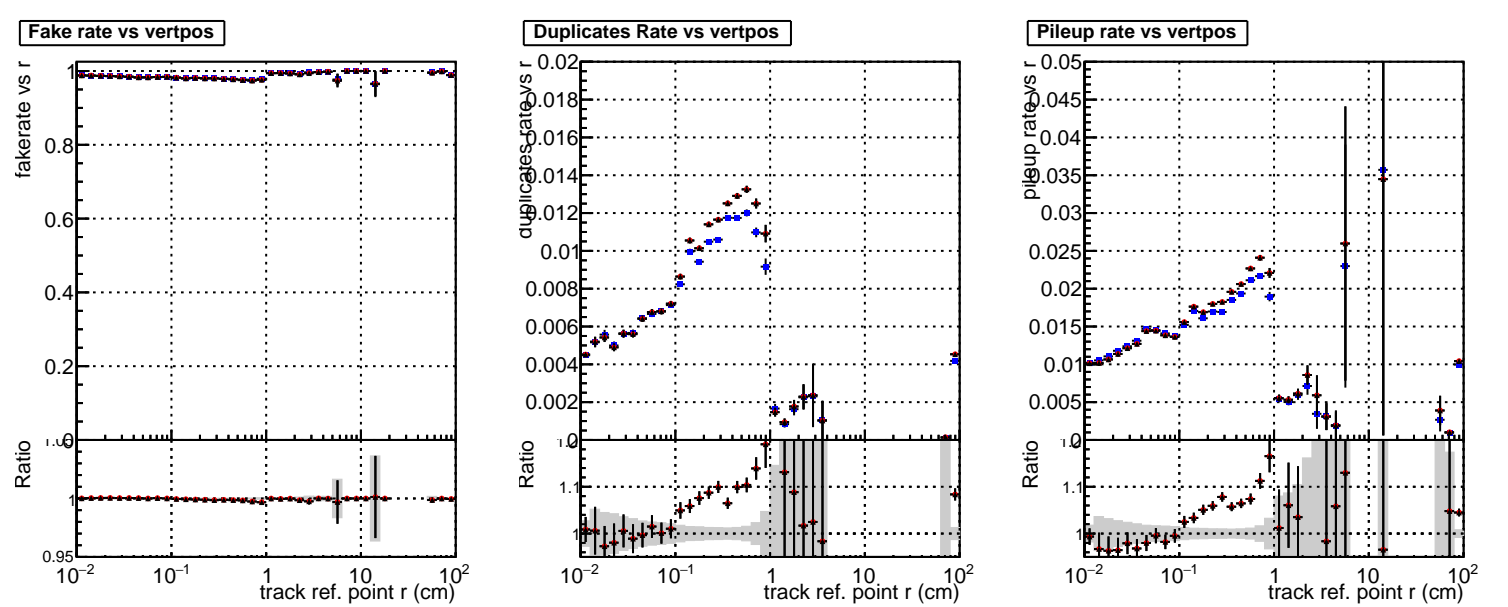 Fake rate vs vertpos
fakerate vs r
1
0.8
0.6
0.4
0.2
Ratio
1
0.95
10−2 10−1 1 10 102
track ref. point r (cm)
Duplicates Rate vs vertpos
duplicates rate vs r
0.02
0.018
0.016
0.014
0.012
0.01
0.008
0.006
0.004
0.002
Ratio
1.1
1
10−2 10−1 1 10 102
track ref. point r (cm)
Pileup rate vs vertpos
pileup rate vs r
0.05
0.045
0.04
0.035
0.03
0.025
0.02
0.015
0.01
0.005
Ratio
1.1
1
10−2 10−1 1 10 102
track ref. point r (cm)